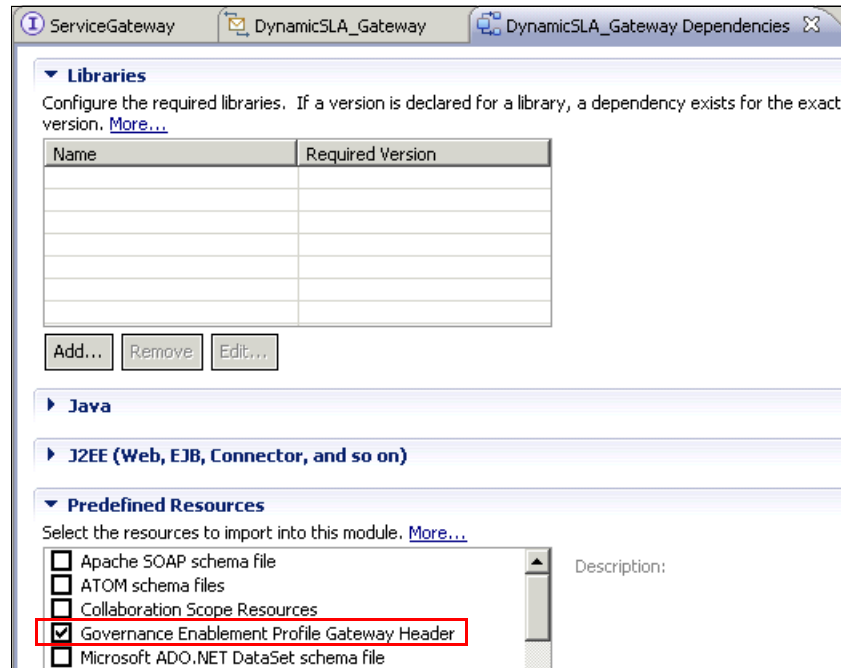 ServiceGateway DynamicSLA_Gateway DynamicSLA_Gateway Dependencies
Libraries
Configure the required libraries. If a version is declared for a library, a dependency exists for the exact
version. More...
Name Required Version
Add... Remove Edit...
Java
J2EE (Web, EJB, Connector, and so on)
Predefined Resources
Select the resources to import into this module. More...
Apache SOAP schema file
Description:
ATOM schema files
Collaboration Scope Resources
Governance Enablement Profile Gateway Header
Microsoft ADO.NET DataSet schema file